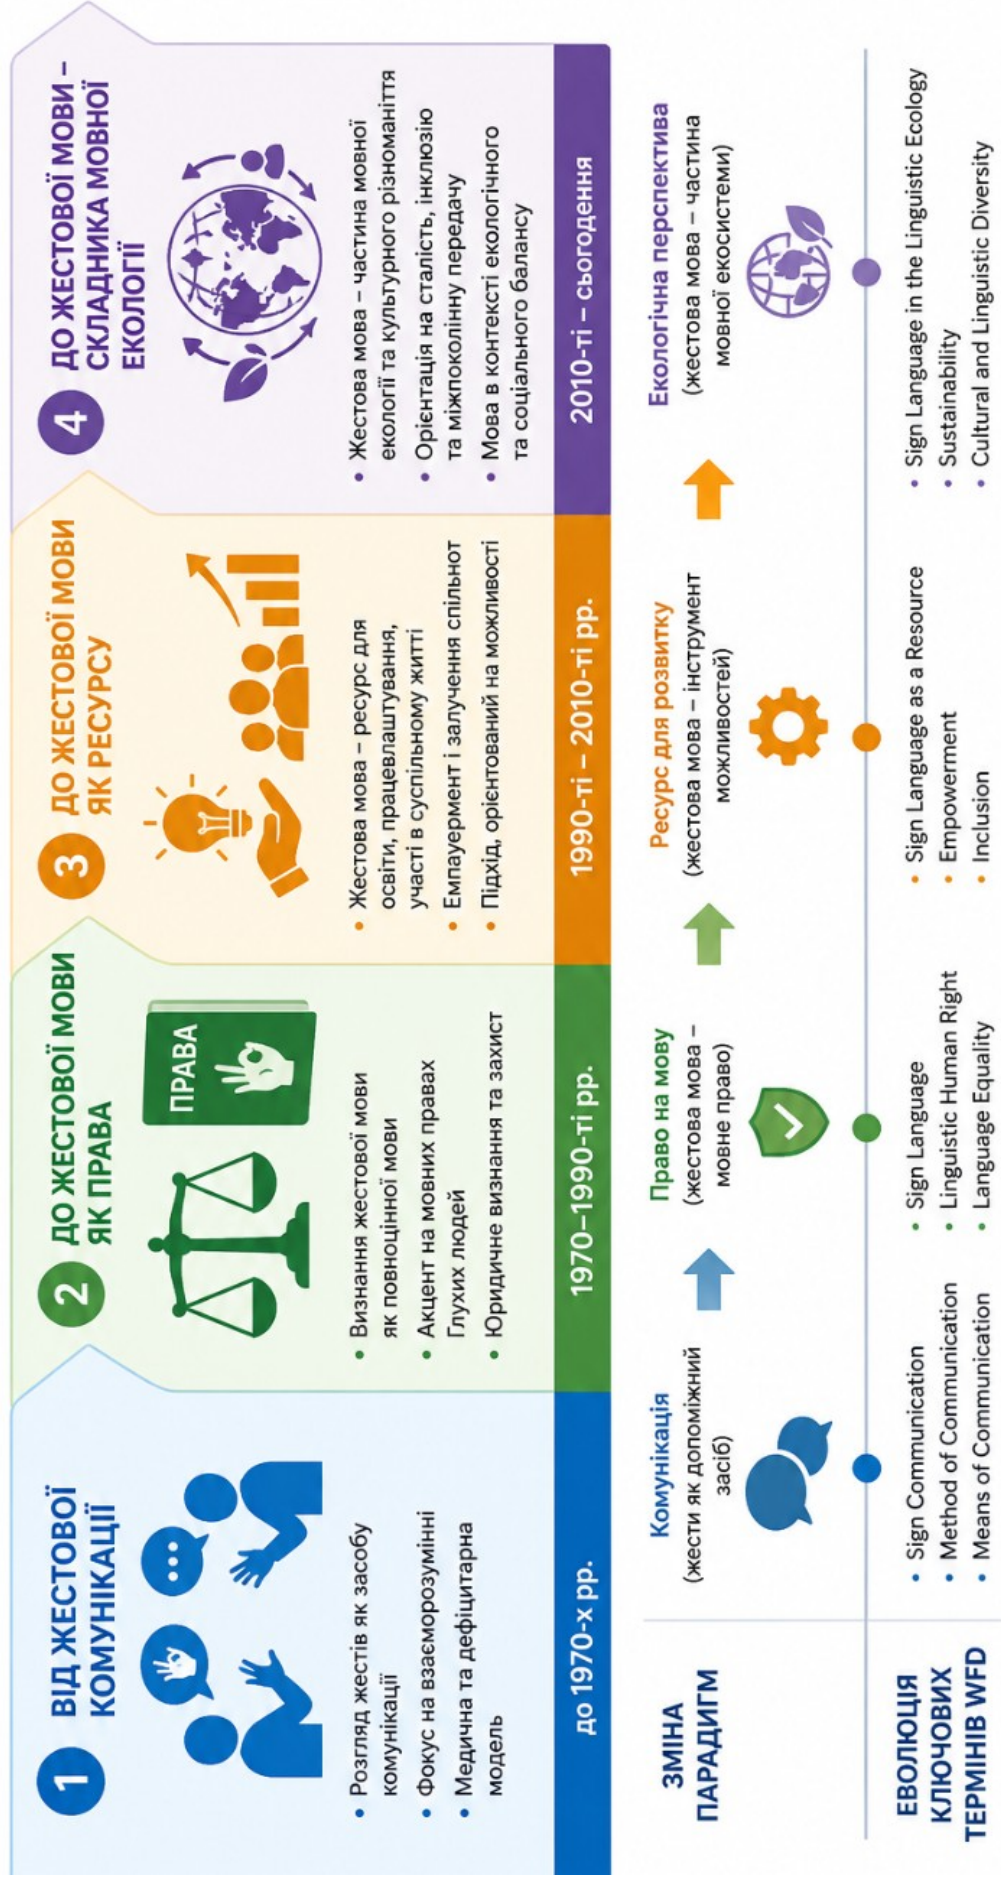 1
ВІД ЖЕСТОВОЇ
КОМУНІКАЦІЇ
• Розгляд жестів як засобу
комунікації
• Фокус на взаєморозумінні
• Медична та дефіцитарна
модель
до 1970-х рр.
2
ДО ЖЕСТОВОЇ МОВИ
ЯК ПРАВА
ПРАВА
• Визнання жестової мови
як повноцінної мови
• Акцент на мовних правах
Глухих людей
• Юридичне визнання та захист
1970–1990-ті рр.
3
ДО ЖЕСТОВОЇ МОВИ
ЯК РЕСУРСУ
• Жестова мова – ресурс для
освіти, працевлаштування,
участі в суспільному житті
• Емпауермент і залучення спільнот
• Підхід, орієнтований на можливості
1990-ті – 2010-ті рр.
4
ДО ЖЕСТОВОЇ МОВИ –
СКЛАДНИКА МОВНОЇ
ЕКОЛОГІЇ
• Жестова мова – частина мовної
екології та культурного різноманіття
• Орієнтація на сталість, інклюзію
та міжпоколінну передачу
• Мова в контексті екологічного
та соціального балансу
2010-ті – сьогодення
ЗМІНА
ПАРАДИГМ
Комунікація
(жести як допоміжний
засіб)
Право на мову
(жестова мова –
мовне право)
Ресурс для розвитку
(жестова мова – інструмент
можливостей)
Екологічна перспектива
(жестова мова – частина
мовної екосистеми)
ЕВОЛЮЦІЯ
КЛЮЧОВИХ
ТЕРМІНІВ WFD
• Sign Communication
• Method of Communication
• Means of Communication
• Sign Language
• Linguistic Human Right
• Language Equality
• Sign Language as a Resource
• Empowerment
• Inclusion
• Sign Language in the Linguistic Ecology
• Sustainability
• Cultural and Linguistic Diversity